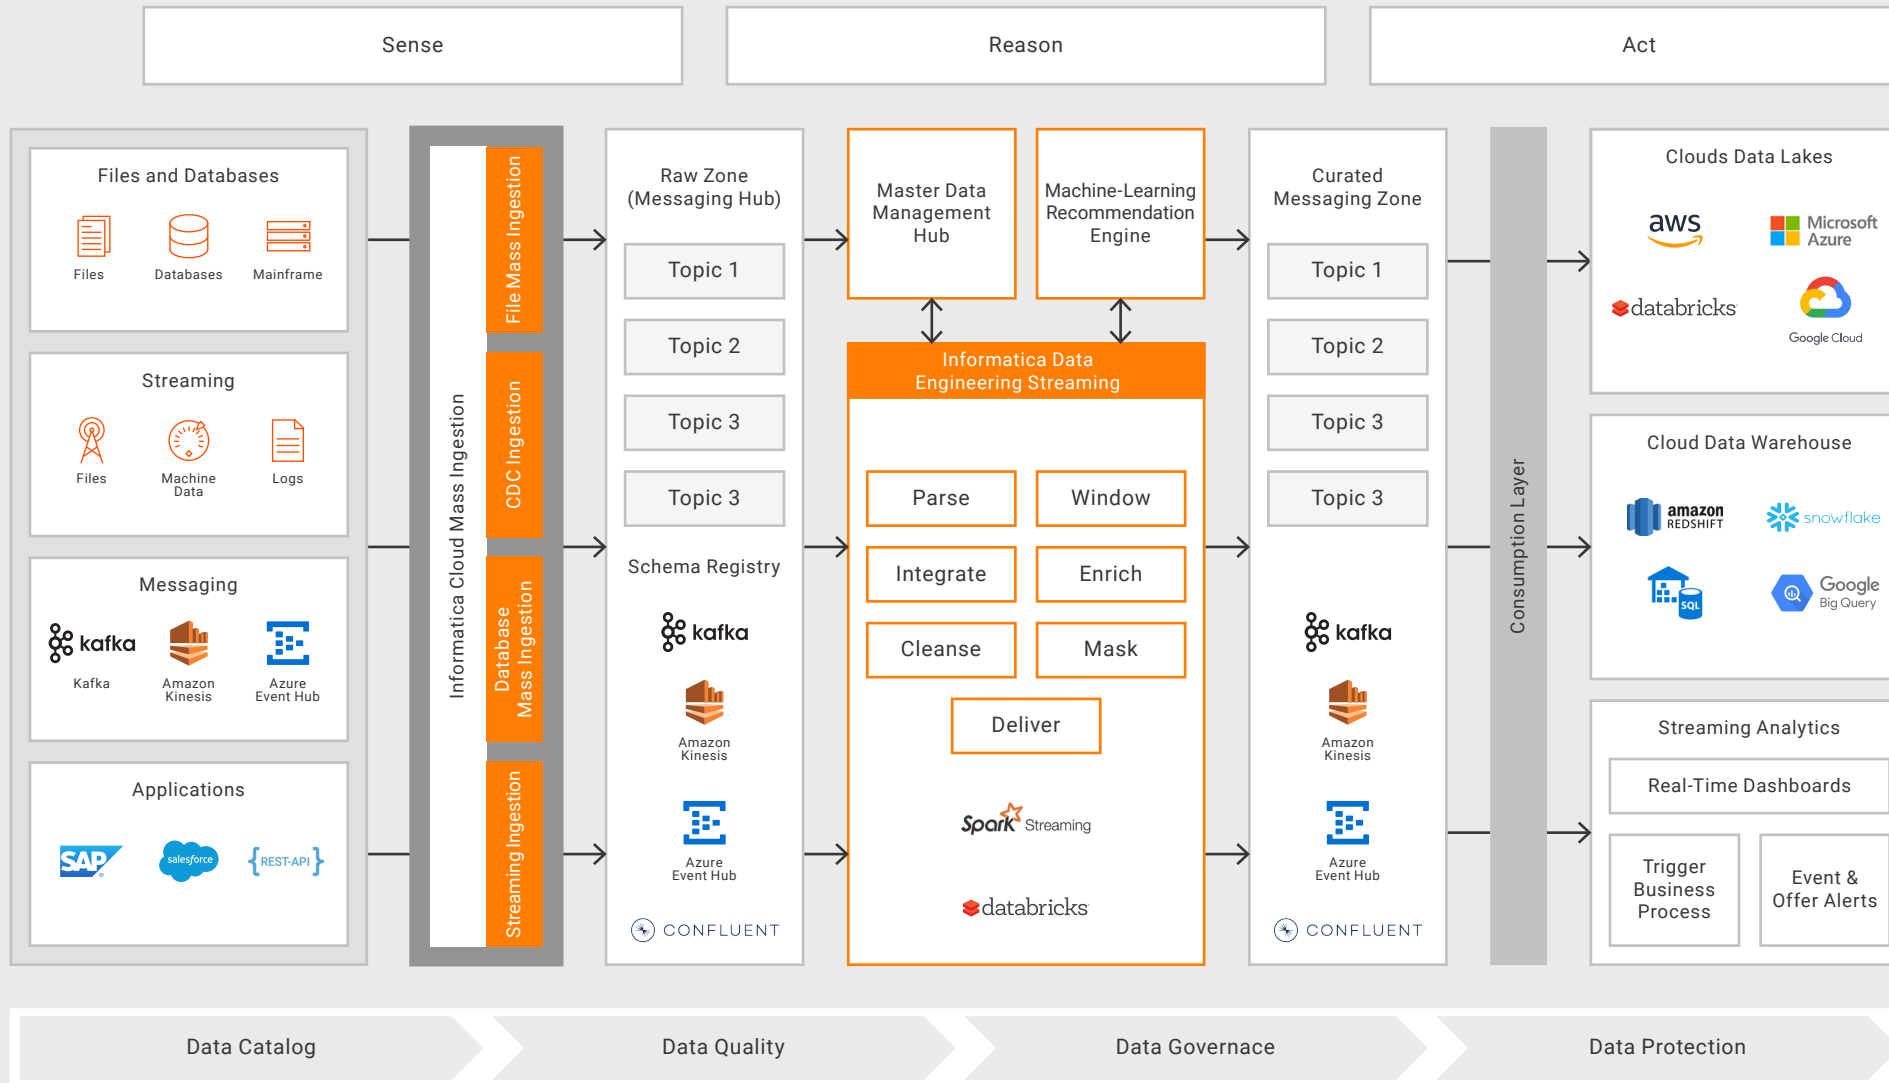 Sense
Reason
Act
Files and Databases
Files
Databases
Mainframe
Streaming
Files
Machine
Data
Logs
Messaging
kafka
Kafka
Amazon
Kinesis
Azure
Event Hub
Applications
SAP
salesforce
{REST-API}
Informatica Cloud Mass Ingestion
File Mass Ingestion
CDC Ingestion
Database
Mass Ingestion
Streaming Ingestion
Raw Zone
(Messaging Hub)
Topic 1
Topic 2
Topic 3
Topic 3
Schema Registry
kafka
Amazon
Kinesis
Azure
Event Hub
CONFLUENT
Master Data
Management
Hub
Machine-Learning
Recommendation
Engine
Informatica Data
Engineering Streaming
Parse
Window
Integrate
Enrich
Cleanse
Mask
Deliver
Spark Streaming
databricks
Curated
Messaging Zone
Topic 1
Topic 2
Topic 3
Topic 3
kafka
Amazon
Kinesis
Azure
Event Hub
CONFLUENT
Consumption Layer
Clouds Data Lakes
aws
Microsoft
Azure
databricks
Google Cloud
Cloud Data Warehouse
amazon
REDSHIFT
snowflake
SQL
Google
Big Query
Streaming Analytics
Real-Time Dashboards
Trigger
Business
Process
Event &
Offer Alerts
Data Catalog
Data Quality
Data Governace
Data Protection